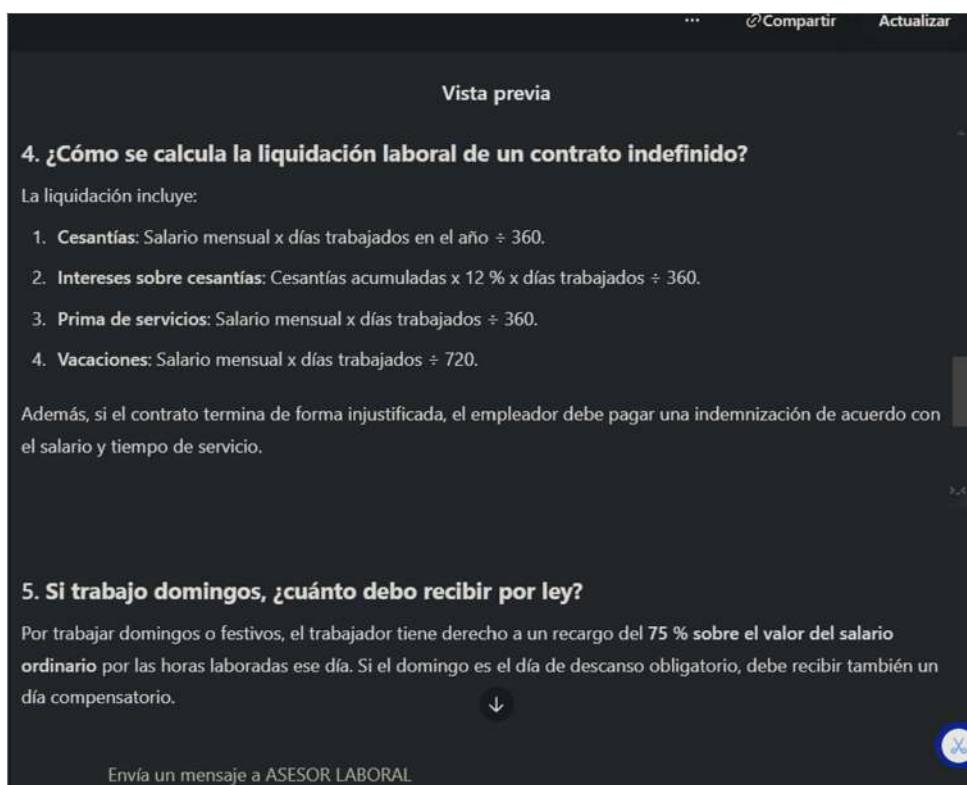 ... Compartir Actualizar
Vista previa
4. ¿Cómo se calcula la liquidación laboral de un contrato indefinido?
La liquidación incluye:
1. Cesantías: Salario mensual x días trabajados en el año ÷ 360.
2. Intereses sobre cesantías: Cesantías acumuladas x 12 % x días trabajados ÷ 360.
3. Prima de servicios: Salario mensual x días trabajados ÷ 360.
4. Vacaciones: Salario mensual x días trabajados ÷ 720.
Además, si el contrato termina de forma injustificada, el empleador debe pagar una indemnización de acuerdo con
el salario y tiempo de servicio.
5. Si trabajo domingos, ¿cuánto debo recibir por ley?
Por trabajar domingos o festivos, el trabajador tiene derecho a un recargo del 75 % sobre el valor del salario
ordinario por las horas laboradas ese día. Si el domingo es el día de descanso obligatorio, debe recibir también un
día compensatorio.
Envía un mensaje a ASESOR LABORAL